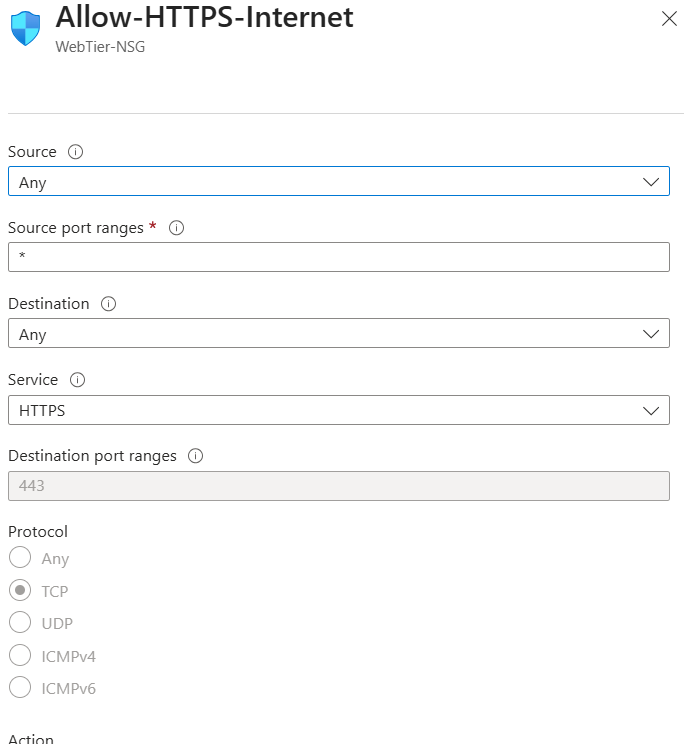 Allow-HTTPS-Internet
WebTier-NSG
Source
Any
Source port ranges *
*
Destination
Any
Service
HTTPS
Destination port ranges
443
Protocol
Any
TCP
UDP
ICMPv4
ICMPv6
Action